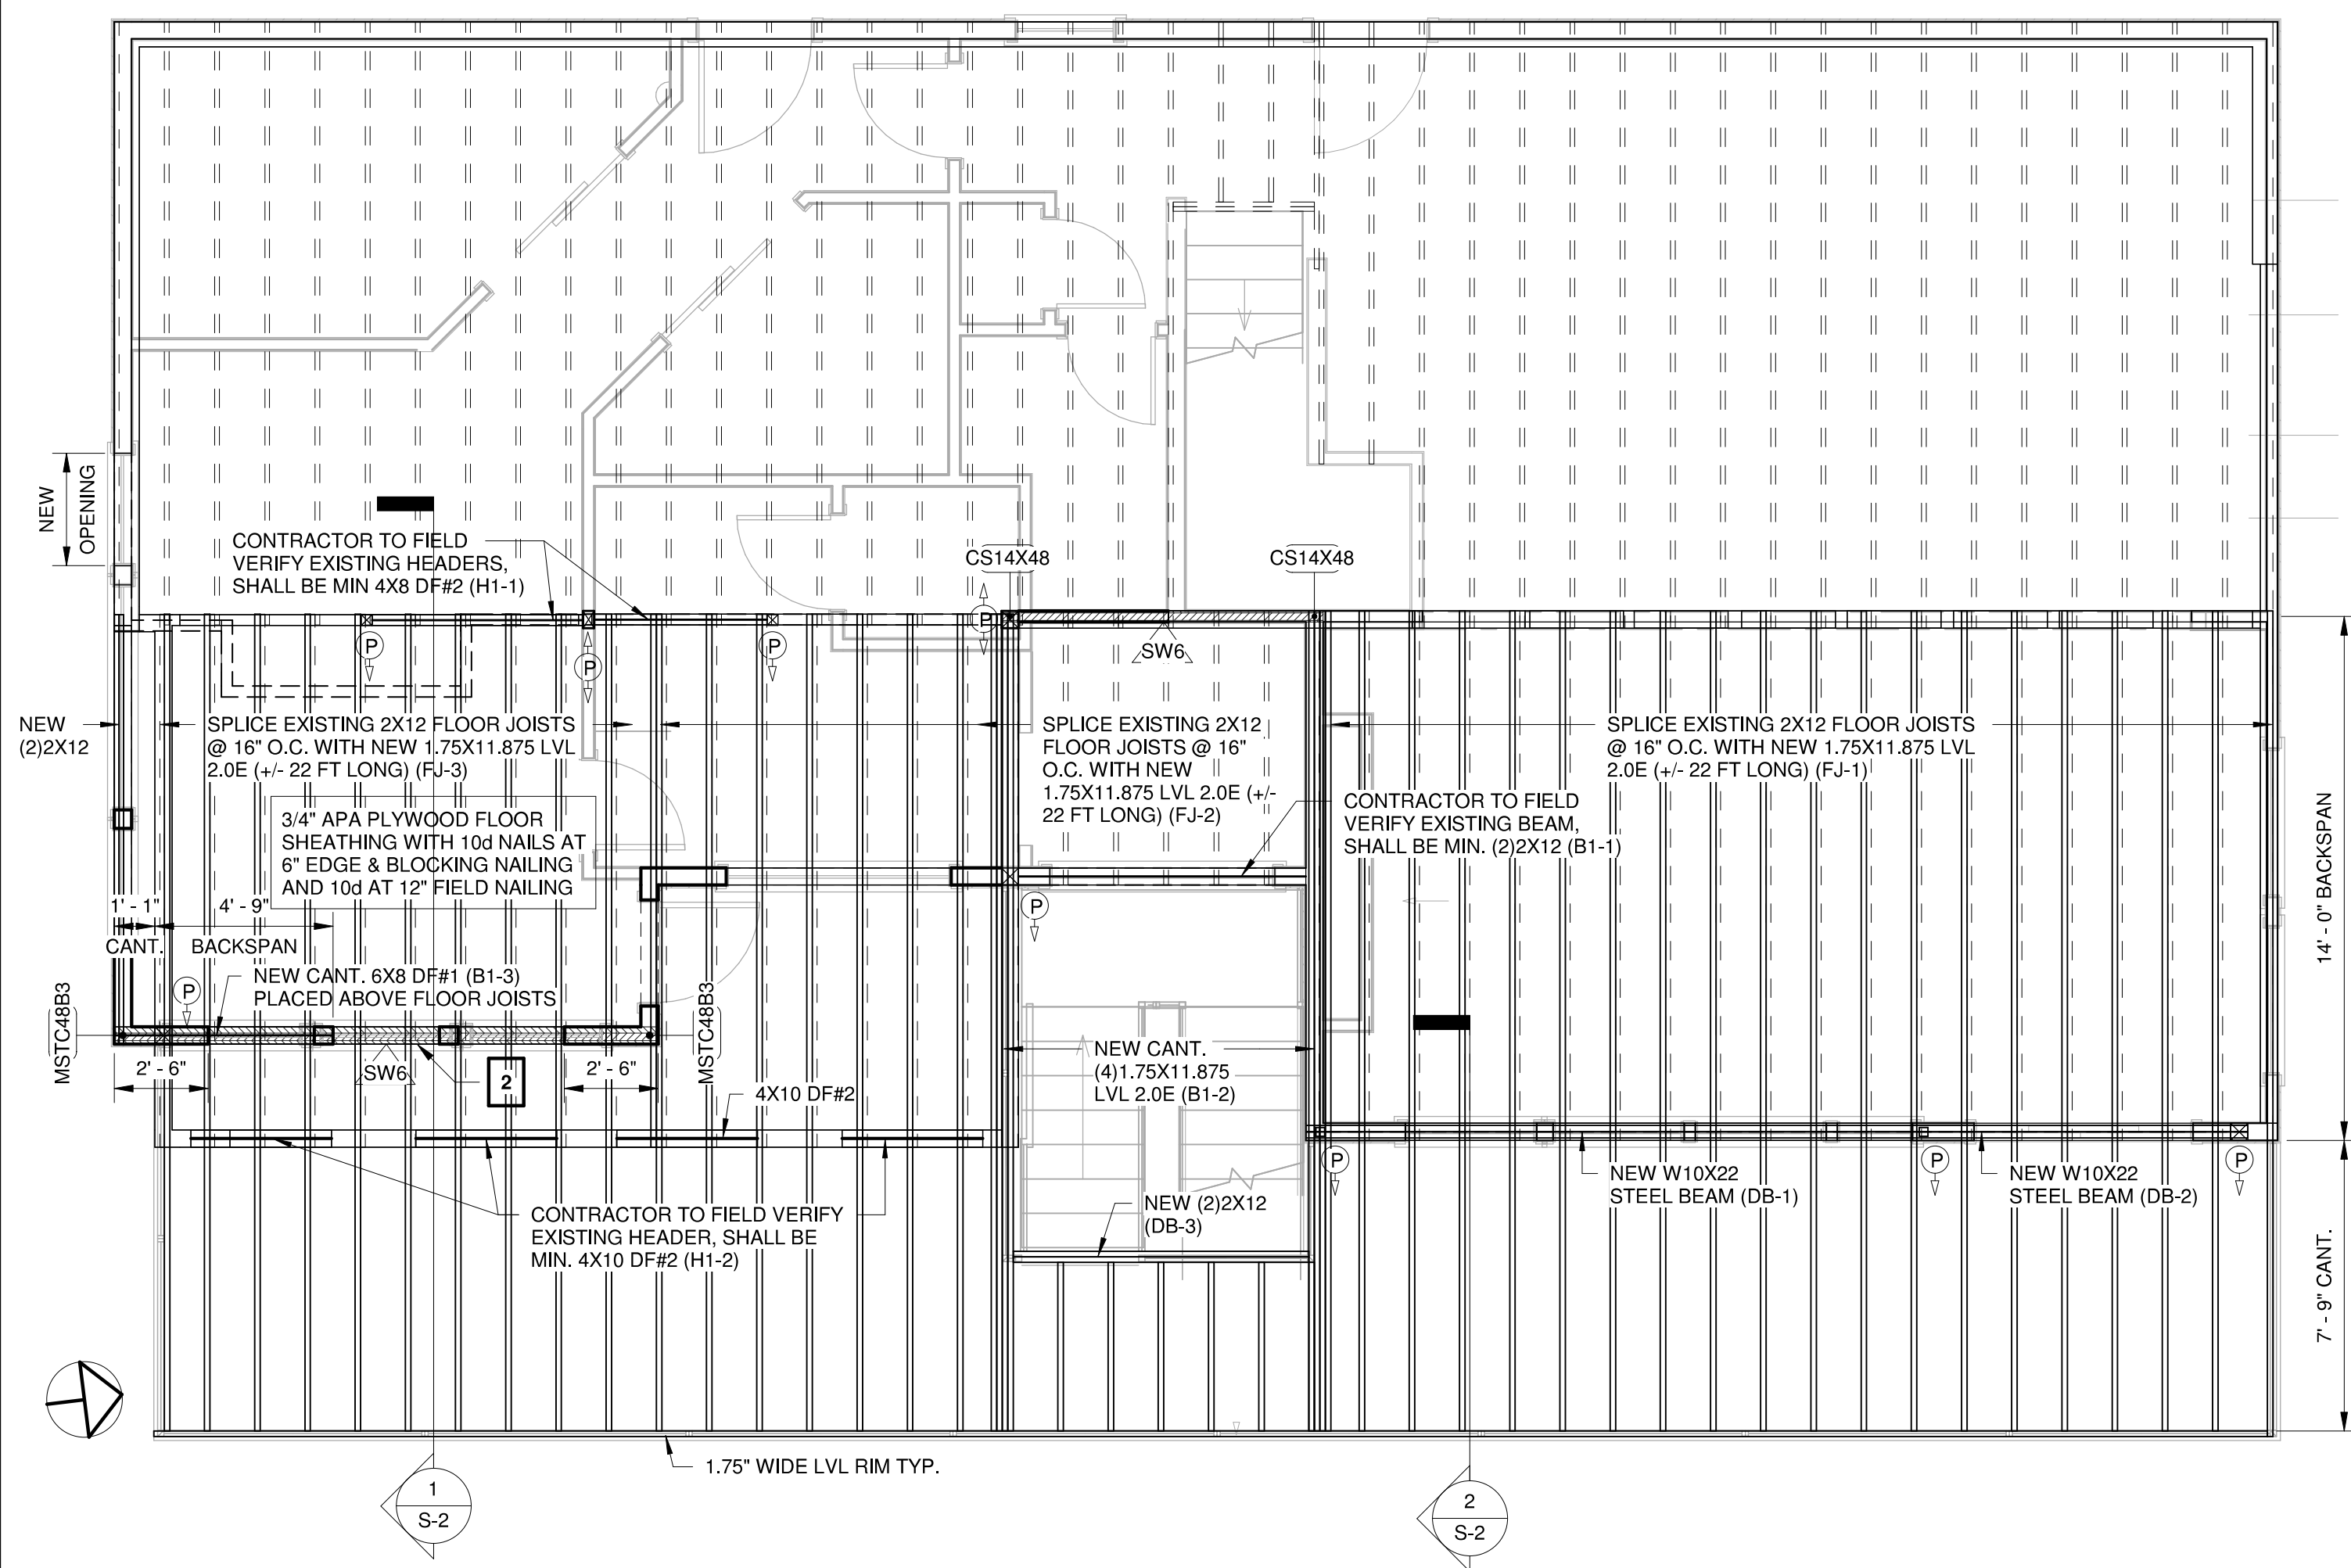 NEW
OPENING
CONTRACTOR TO FIELD
VERIFY EXISTING HEADERS,
SHALL BE MIN 4X8 DF#2 (H1-1)
CS14X48
CS14X48
P
P
P
P
SW6
NEW
(2)2X12
SPLICE EXISTING 2X12 FLOOR JOISTS
@ 16" O.C. WITH NEW 1.75X11.875 LVL
2.0E (+/- 22 FT LONG) (FJ-3)
SPLICE EXISTING 2X12
FLOOR JOISTS @ 16"
O.C. WITH NEW
1.75X11.875 LVL 2.0E (+/-
22 FT LONG) (FJ-2)
SPLICE EXISTING 2X12 FLOOR JOISTS
@ 16" O.C. WITH NEW 1.75X11.875 LVL
2.0E (+/- 22 FT LONG) (FJ-1)
3/4" APA PLYWOOD FLOOR
SHEATHING WITH 10d NAILS AT
6" EDGE & BLOCKING NAILING
AND 10d AT 12" FIELD NAILING
CONTRACTOR TO FIELD
VERIFY EXISTING BEAM,
SHALL BE MIN. (2)2X12 (B1-1)
14' - 0" BACKSPAN
1' - 1"
CANT.
4' - 9"
BACKSPAN
P
NEW CANT. 6X8 DF#1 (B1-3)
PLACED ABOVE FLOOR JOISTS
P
MSTC48B3
MSTC48B3
2' - 6"
SW6
2
2' - 6"
4X10 DF#2
NEW CANT.
(4)1.75X11.875
LVL 2.0E (B1-2)
P
P
P
NEW W10X22
STEEL BEAM (DB-1)
NEW W10X22
STEEL BEAM (DB-2)
NEW (2)2X12
(DB-3)
CONTRACTOR TO FIELD VERIFY
EXISTING HEADER, SHALL BE
MIN. 4X10 DF#2 (H1-2)
7' - 9" CANT.
1.75" WIDE LVL RIM TYP.
1
S-2
2
S-2